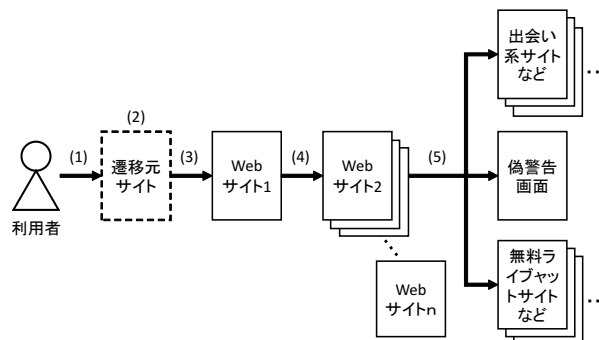 (1)
利用者
(2)
遷移元
サイト
(3)
Web
サイト1
(4)
Web
サイト2
Web
サイトn
(5)
出会い
系サイト
など
偽警告
画面
無料ラ
イブチャッ
トサイト
など